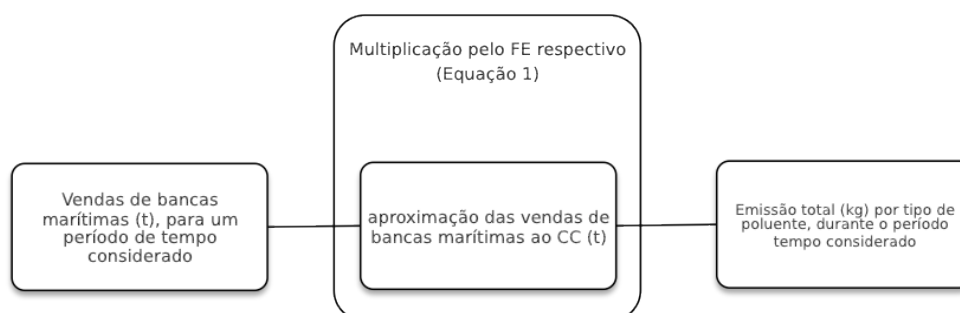 Multiplicação pelo FE respectivo
(Equação 1)
Vendas de bancas
marítimas (t), para um
período de tempo
considerado
aproximação das vendas de
bancas marítimas ao CC (t)
Emissão total (kg) por tipo de
poluente, durante o período
tempo considerado